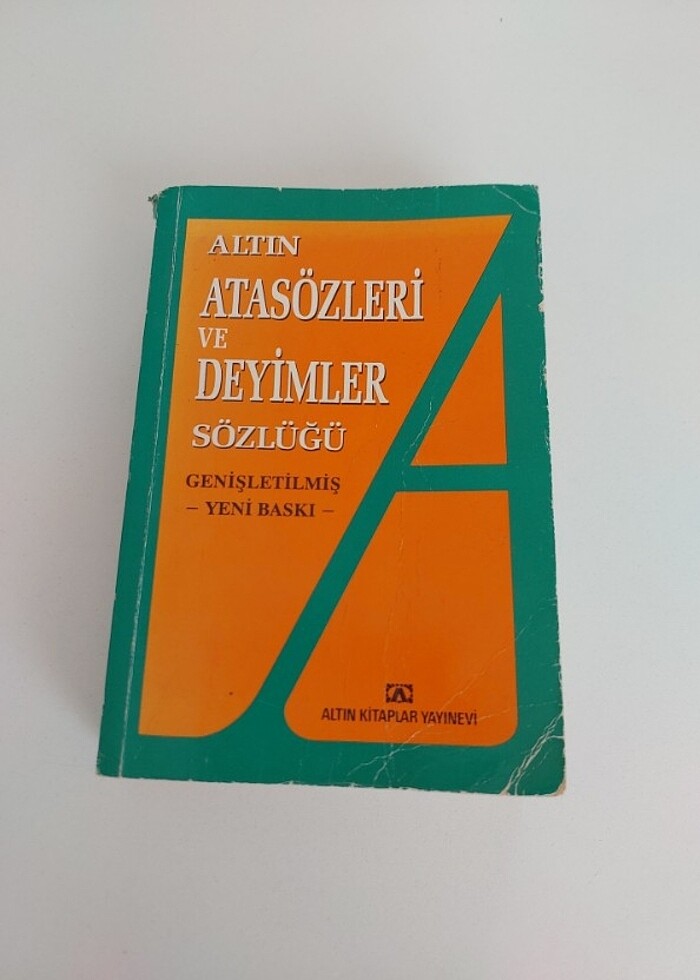 ALTIN
ATASÖZLERİ
VE
DEYİMLER
SÖZLÜĞÜ
GENİŞLETİLMİŞ
– YENİ BASKI –
ALTIN KİTAPLAR YAYINEVİ